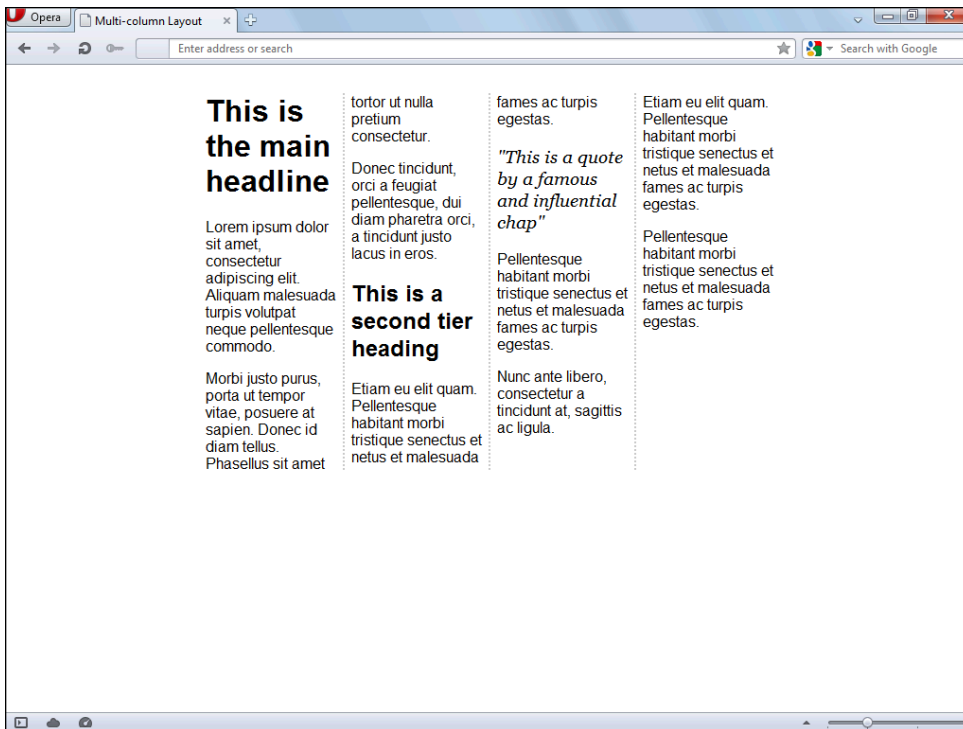 Opera
Multi-column Layout
Enter address or search
Search with Google
This is
the main
headline
Lorem ipsum dolor
sit amet,
consectetur
adipiscing elit.
Aliquam malesuada
turpis volutpat
neque pellentesque
commodo.
Morbi justo purus,
porta ut tempor
vitae, posuere at
sapien. Donec id
diam tellus.
Phasellus sit amet
tortor ut nulla
pretium
consectetur.
Donec tincidunt,
orci a feugiat
pellentesque, dui
diam pharetra orci,
a tincidunt justo
lacus in eros.
This is a
second tier
heading
Etiam eu elit quam.
Pellentesque
habitant morbi
tristique senectus et
netus et malesuada
fames ac turpis
egestas.
"This is a quote
by a famous
and influential
chap"
Pellentesque
habitant morbi
tristique senectus et
netus et malesuada
fames ac turpis
egestas.
Nunc ante libero,
consectetur a
tincidunt at, sagittis
ac ligula.
Etiam eu elit quam.
Pellentesque
habitant morbi
tristique senectus et
netus et malesuada
fames ac turpis
egestas.
Pellentesque
habitant morbi
tristique senectus et
netus et malesuada
fames ac turpis
egestas.